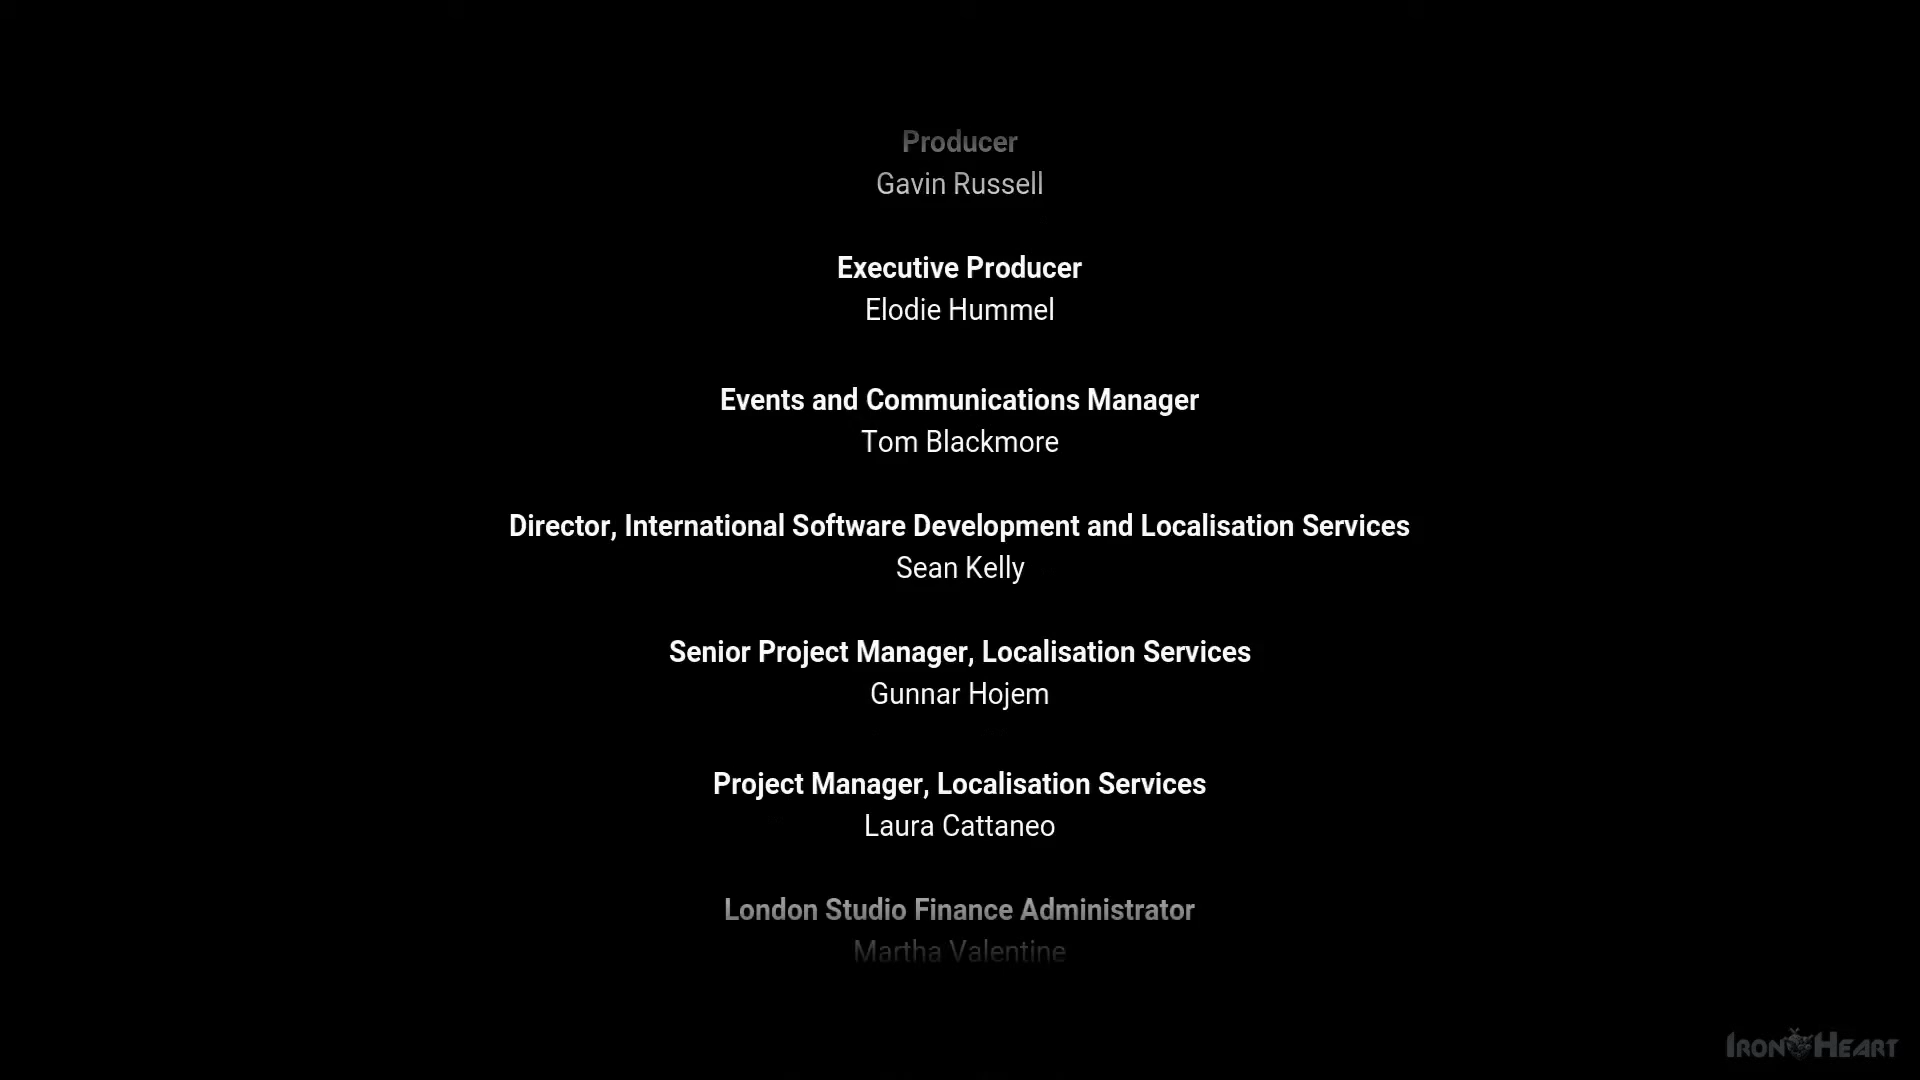 Producer
Gavin Russell
Executive Producer
Elodie Hummel
Events and Communications Manager
Tom Blackmore
Director, International Software Development and Localisation Services
Sean Kelly
Senior Project Manager, Localisation Services
Gunnar Hojem
Project Manager, Localisation Services
Laura Cattaneo
London Studio Finance Administrator
Martha Valentine
IRON HEART